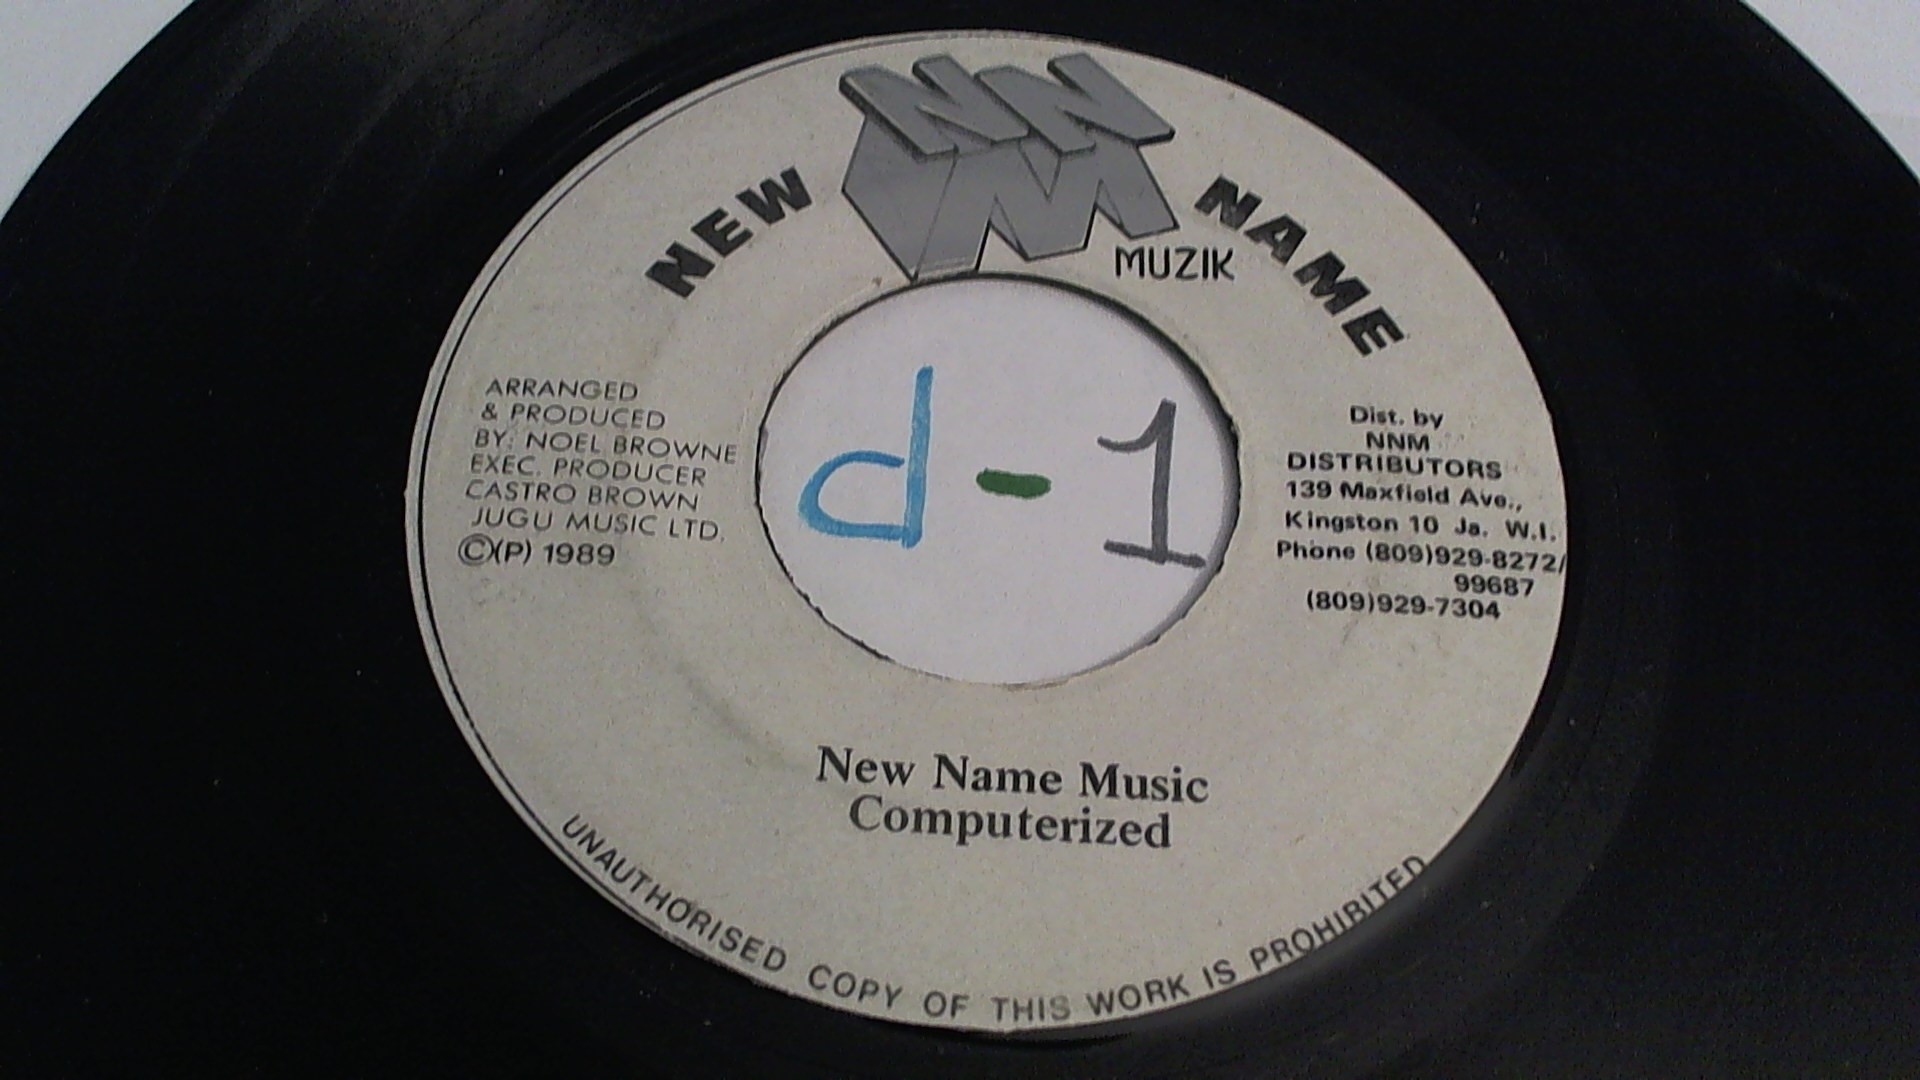 NNM
NEW NAME
MUZIK
ARRANGED
& PRODUCED
BY: NOEL BROWNE
EXEC. PRODUCER
CASTRO BROWN
JUGU MUSIC LTD.
©(P) 1989
d-1
Dist. by
NNM
DISTRIBUTORS
139 Maxfield Ave.,
Kingston 10 Ja. W.I.
Phone (809)929-8272/
99687
(809)929-7304
New Name Music
Computerized
UNAUTHORISED COPY OF THIS WORK IS PROHIBITED